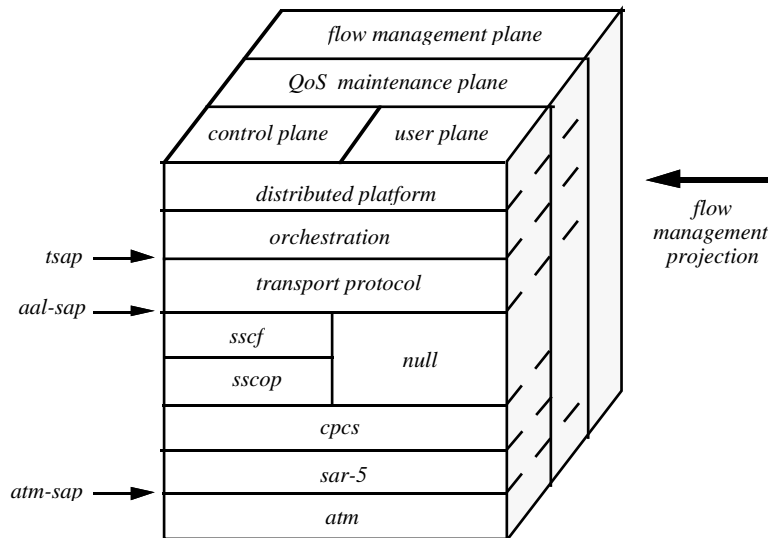 flow management plane
QoS maintenance plane
control plane
user plane
distributed platform
flow
management
projection
orchestration
tsap
transport protocol
aal-sap
sscf
null
sscop
cpcs
sar-5
atm-sap
atm